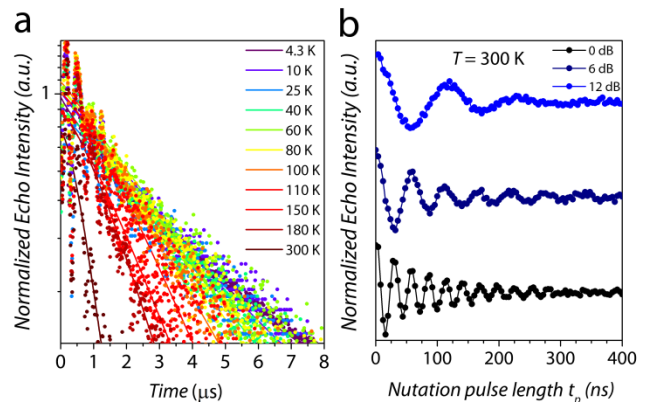 a
Normalized Echo Intensity (a.u.)
1
4.3 K
10 K
25 K
40 K
60 K
80 K
100 K
110 K
150 K
180 K
300 K
0 1 2 3 4 5 6 7 8
Time (μs)
b
Normalized Echo Intensity (a.u.)
T = 300 K
0 dB
6 dB
12 dB
0 100 200 300 400
Nutation pulse length tp (ns)